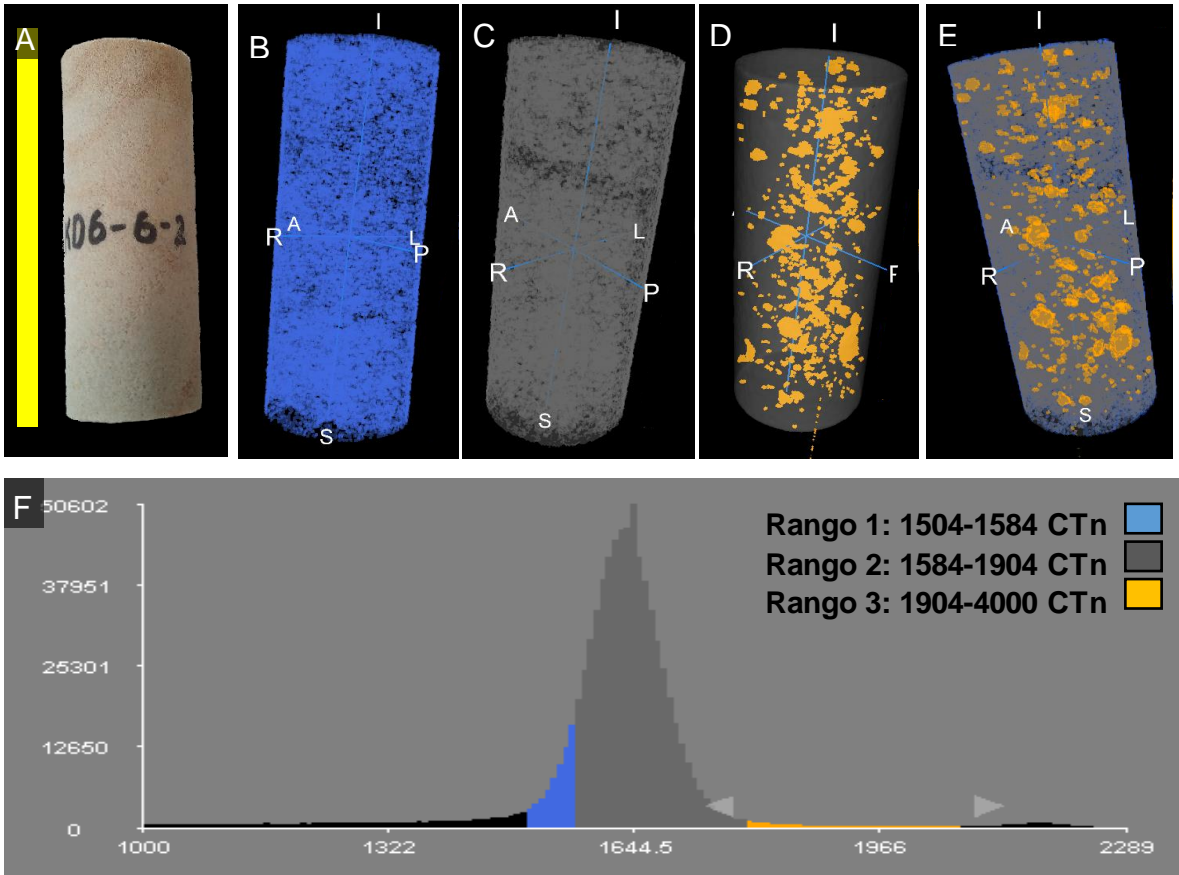 A
106-6-2
B
I
R A L
P
S
C
I
A
L
R
P
S
D
I
R
E
I
A
L
R
P
S
F
50602
37951
25301
12650
0
1000 1322 1644.5 1966 2289
Rango 1: 1504-1584 CTn
Rango 2: 1584-1904 CTn
Rango 3: 1904-4000 CTn